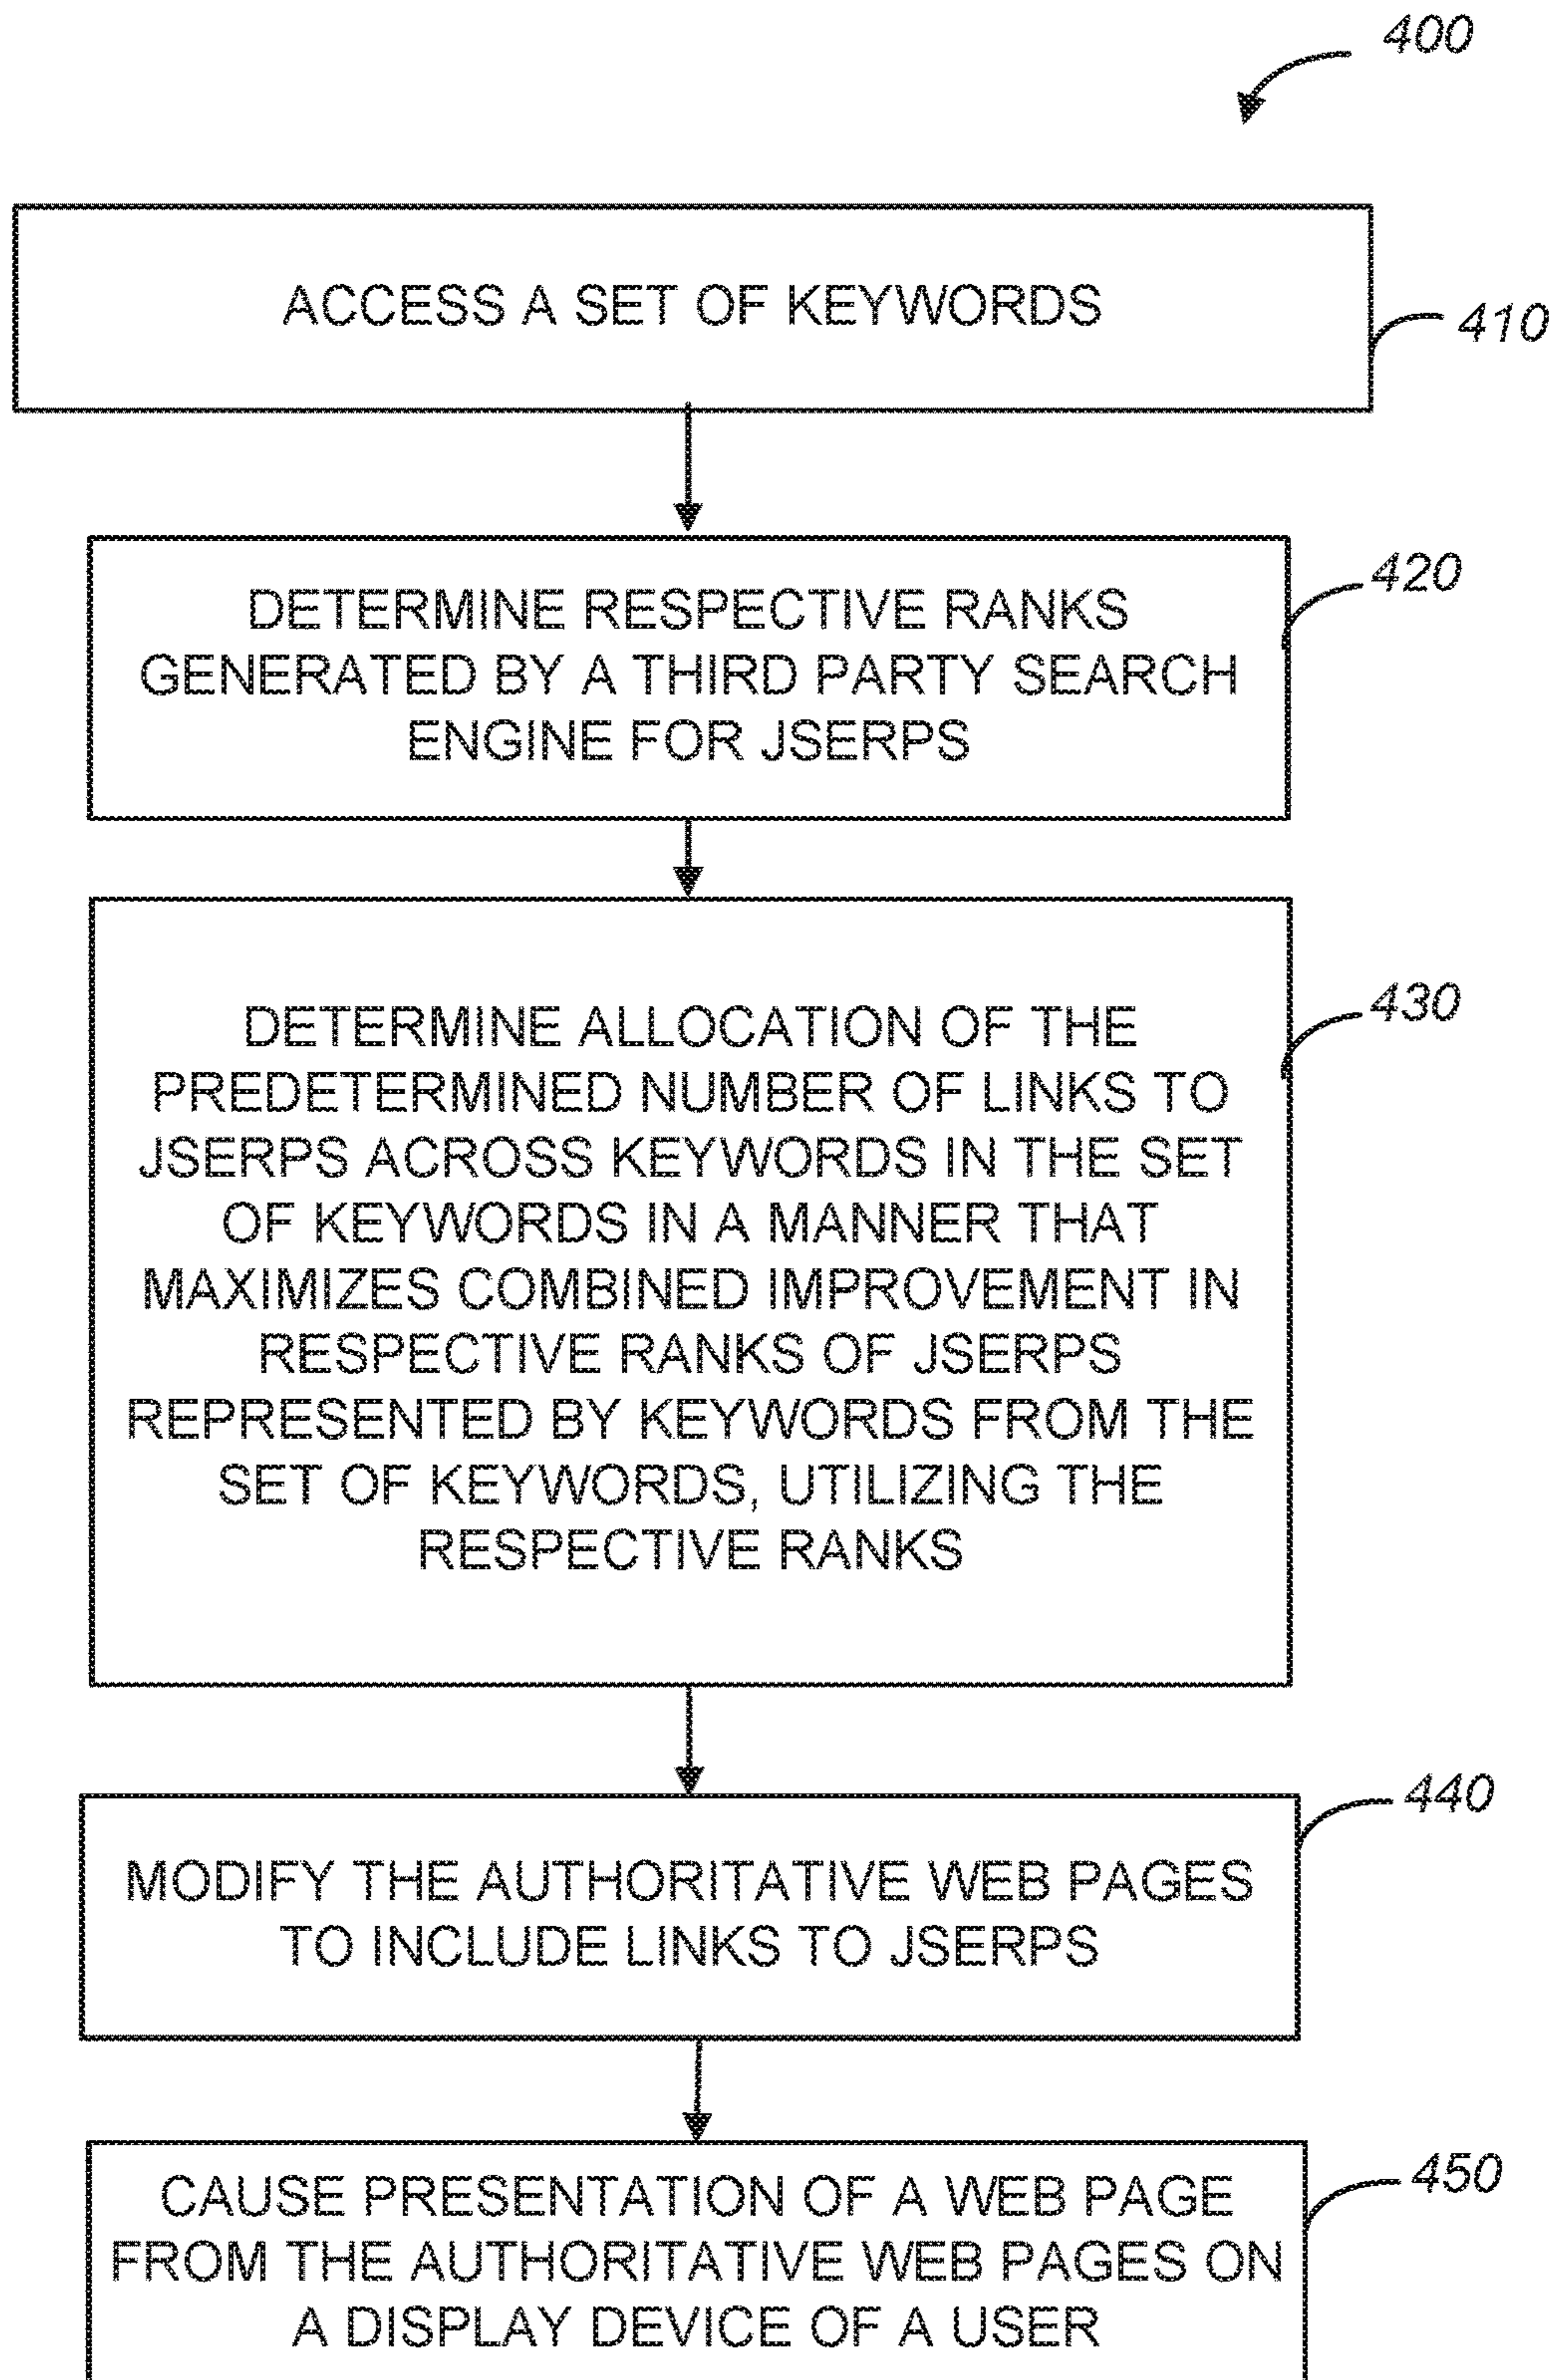 400
ACCESS A SET OF KEYWORDS
410
DETERMINE RESPECTIVE RANKS
GENERATED BY A THIRD PARTY SEARCH
ENGINE FOR JSERPS
420
DETERMINE ALLOCATION OF THE
PREDETERMINED NUMBER OF LINKS TO
JSERPS ACROSS KEYWORDS IN THE SET
OF KEYWORDS IN A MANNER THAT
MAXIMIZES COMBINED IMPROVEMENT IN
RESPECTIVE RANKS OF JSERPS
REPRESENTED BY KEYWORDS FROM THE
SET OF KEYWORDS, UTILIZING THE
RESPECTIVE RANKS
430
MODIFY THE AUTHORITATIVE WEB PAGES
TO INCLUDE LINKS TO JSERPS
440
CAUSE PRESENTATION OF A WEB PAGE
FROM THE AUTHORITATIVE WEB PAGES ON
A DISPLAY DEVICE OF A USER
450